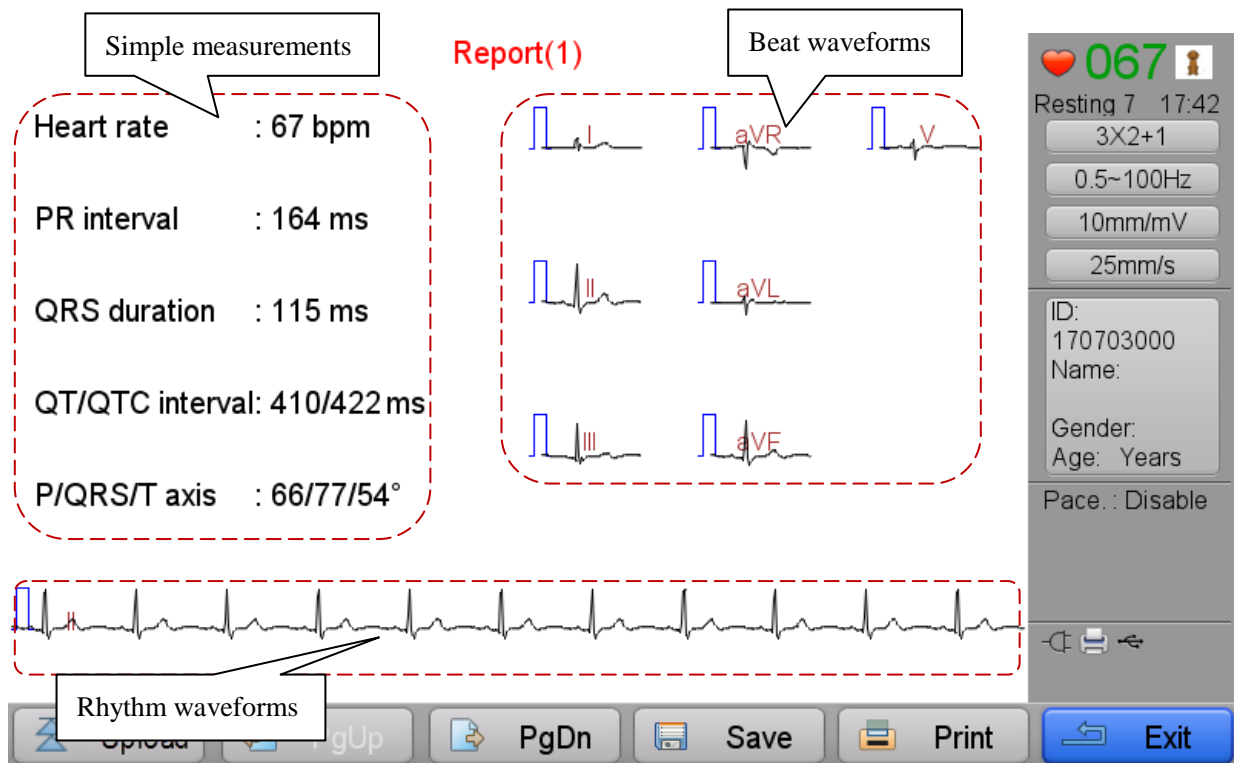 Simple measurements
Report(1)
Beat waveforms
Heart rate : 67 bpm
PR interval : 164 ms
QRS duration : 115 ms
QT/QTC interval: 410/422 ms
P/QRS/T axis : 66/77/54°
I aVR V
II aVL
III aVF
II
Rhythm waveforms
067
Resting 7 17:42
3X2+1
0.5~100Hz
10mm/mV
25mm/s
ID:
170703000
Name:
Gender:
Age: Years
Pace. : Disable
Upload PgUp PgDn Save Print Exit